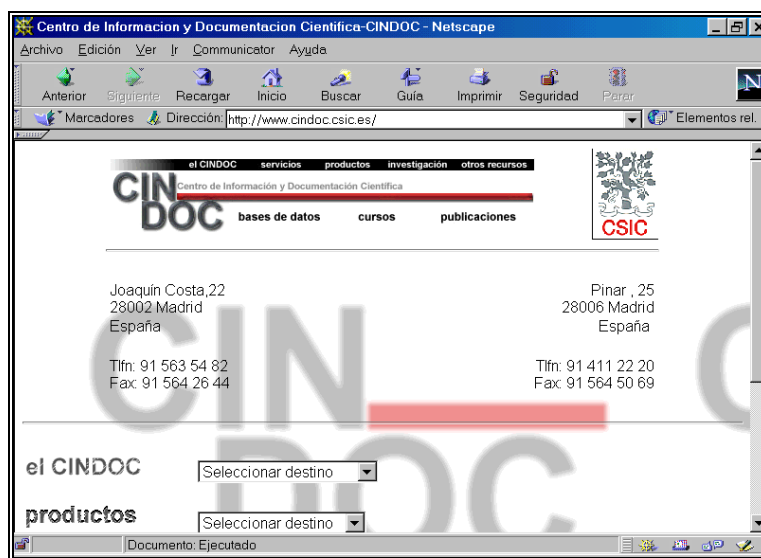 Centro de Informacion y Documentacion Cientifica-CINDOC - Netscape
Archivo Edición Ver Ir Communicator Ayuda
Anterior Siguiente Recargar Inicio Buscar Guía Imprimir Seguridad Parar
N
Marcadores Dirección: http://www.cindoc.csic.es/ Elementos rel.
el CINDOC servicios productos investigación otros recursos
CINDOC
Centro de Información y Documentación Científica
bases de datos cursos publicaciones
CSIC
Joaquín Costa,22
28002 Madrid
España
Tlfn: 91 563 54 82
Fax: 91 564 26 44
Pinar , 25
28006 Madrid
España
Tlfn: 91 411 22 20
Fax: 91 564 50 69
CIN
DOC
el CINDOC Seleccionar destino
productos Seleccionar destino
Documento: Ejecutado